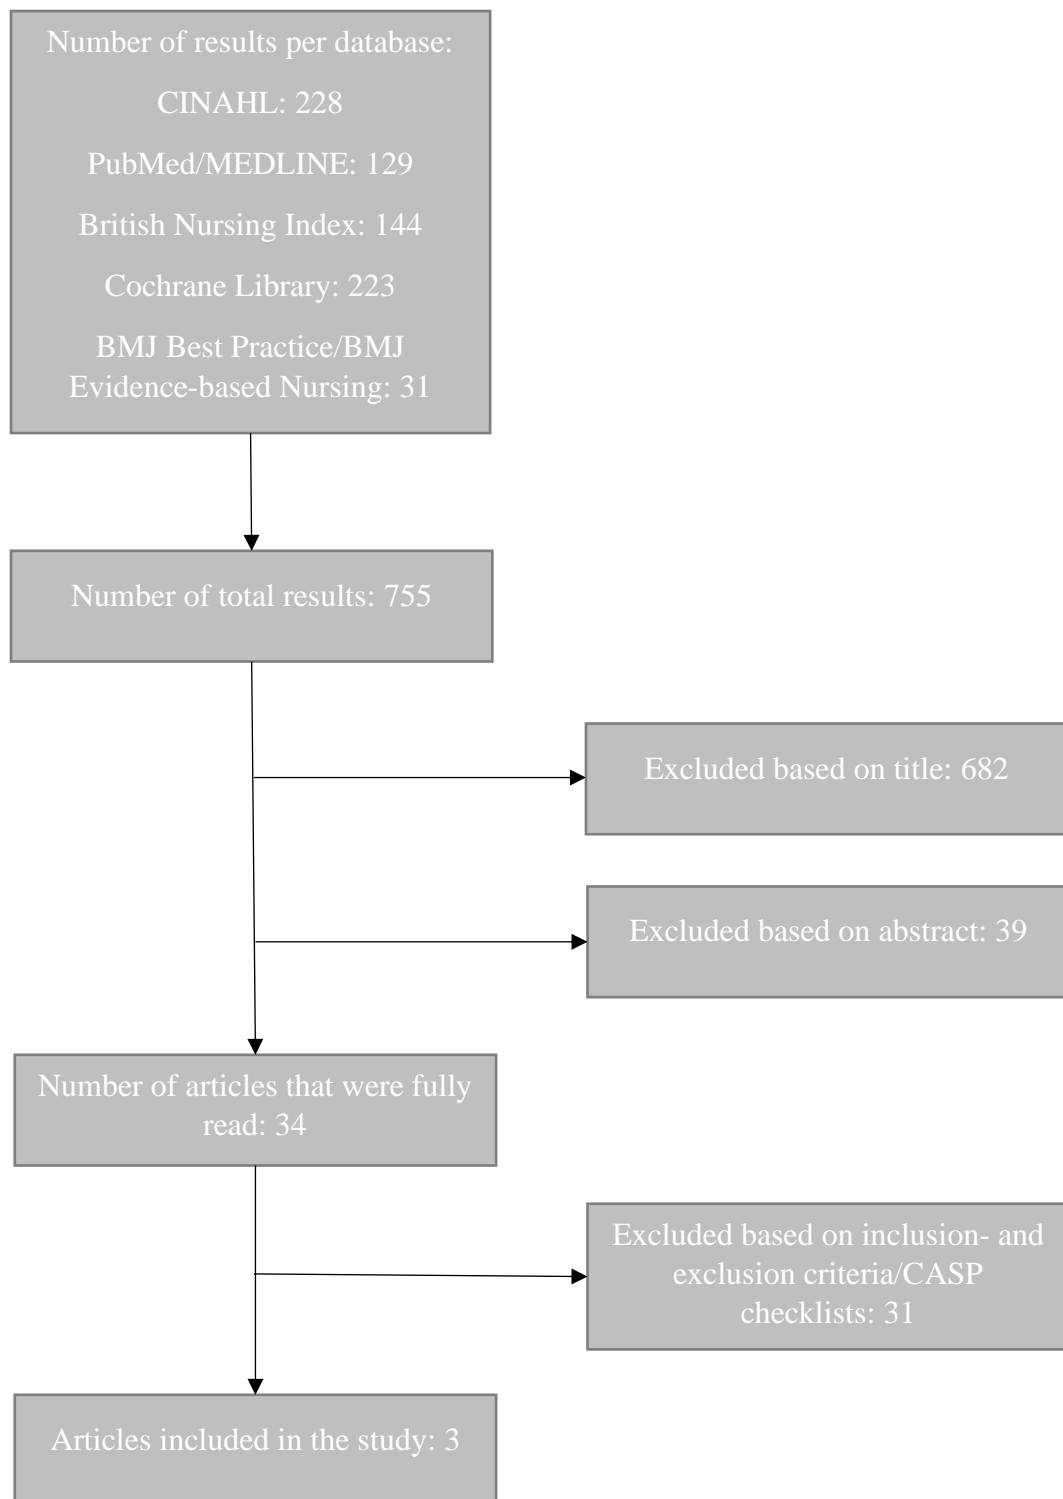 Number of results per database:
CINAHL: 228
PubMed/MEDLINE: 129
British Nursing Index: 144
Cochrane Library: 223
BMJ Best Practice/BMJ
Evidence-based Nursing: 31
Number of total results: 755
Excluded based on title: 682
Excluded based on abstract: 39
Number of articles that were fully
read: 34
Excluded based on inclusion- and
exclusion criteria/CASP
checklists: 31
Articles included in the study: 3